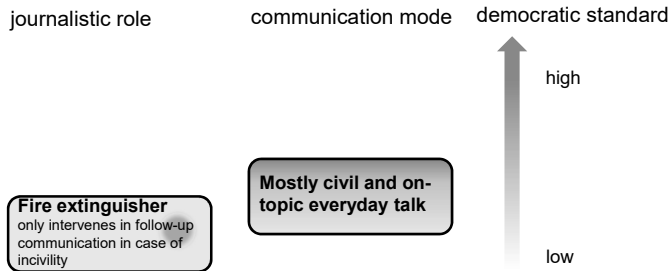 journalistic role
communication mode
democratic standard
high
Mostly civil and on-
topic everyday talk
Fire extinguisher
only intervenes in follow-up
communication in case of
incivility
low